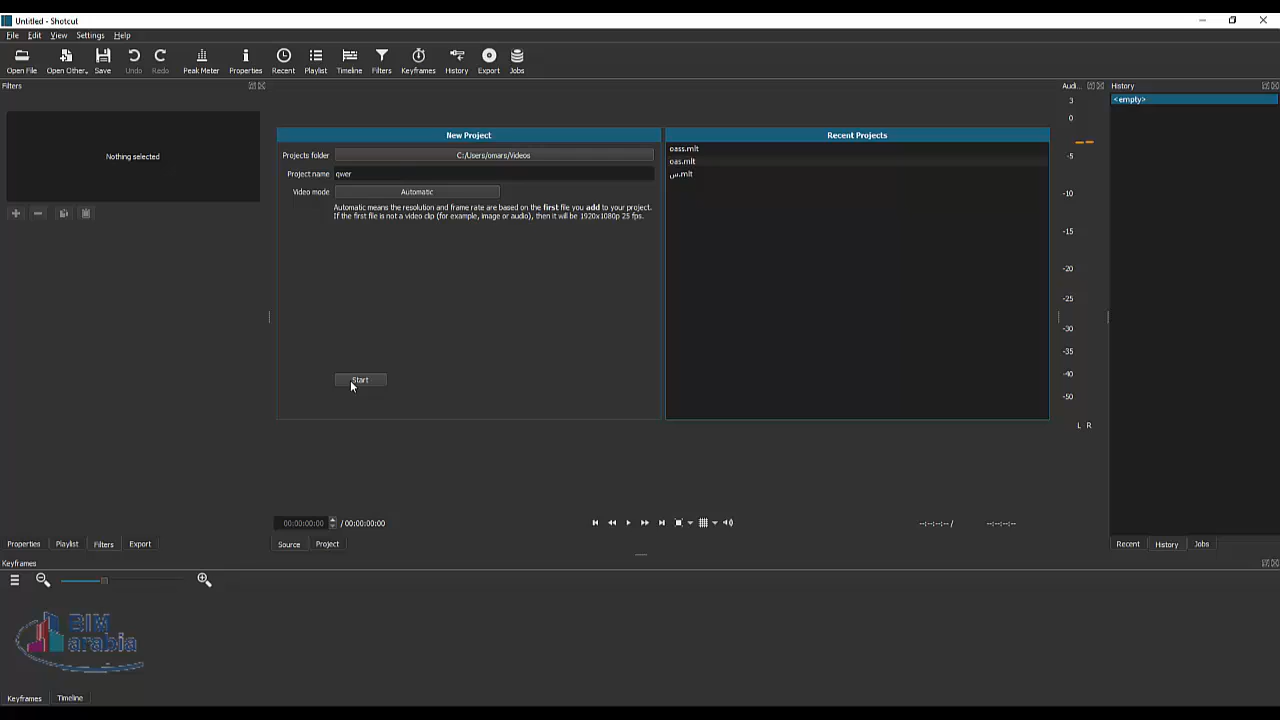 Untitled - Shotcut
File Edit View Settings Help
Open File Open Other.. Save Undo Redo Peak Meter Properties Recent Playlist Timeline Filters Keyframes History Export Jobs
Filters
Nothing selected
New Project
Projects folder C:/Users/omars/Videos
Project name qwer
Video mode Automatic
Automatic means the resolution and frame rate are based on the first file you add to your project.
If the first file is not a video clip (for example, image or audio), then it will be 1920x1080p 25 fps.
Start
Recent Projects
oass.mlt
oas.mlt
س.mlt
Audi...
3
0
-5
-10
-15
-20
-25
-30
-35
-40
-50
L R
History
<empty>
00:00:00:00 / 00:00:00:00
--:--:--:-- / --:--:--:--
Properties Playlist Filters Export
Source Project
Recent History Jobs
Keyframes
BIM
arabia
Keyframes Timeline